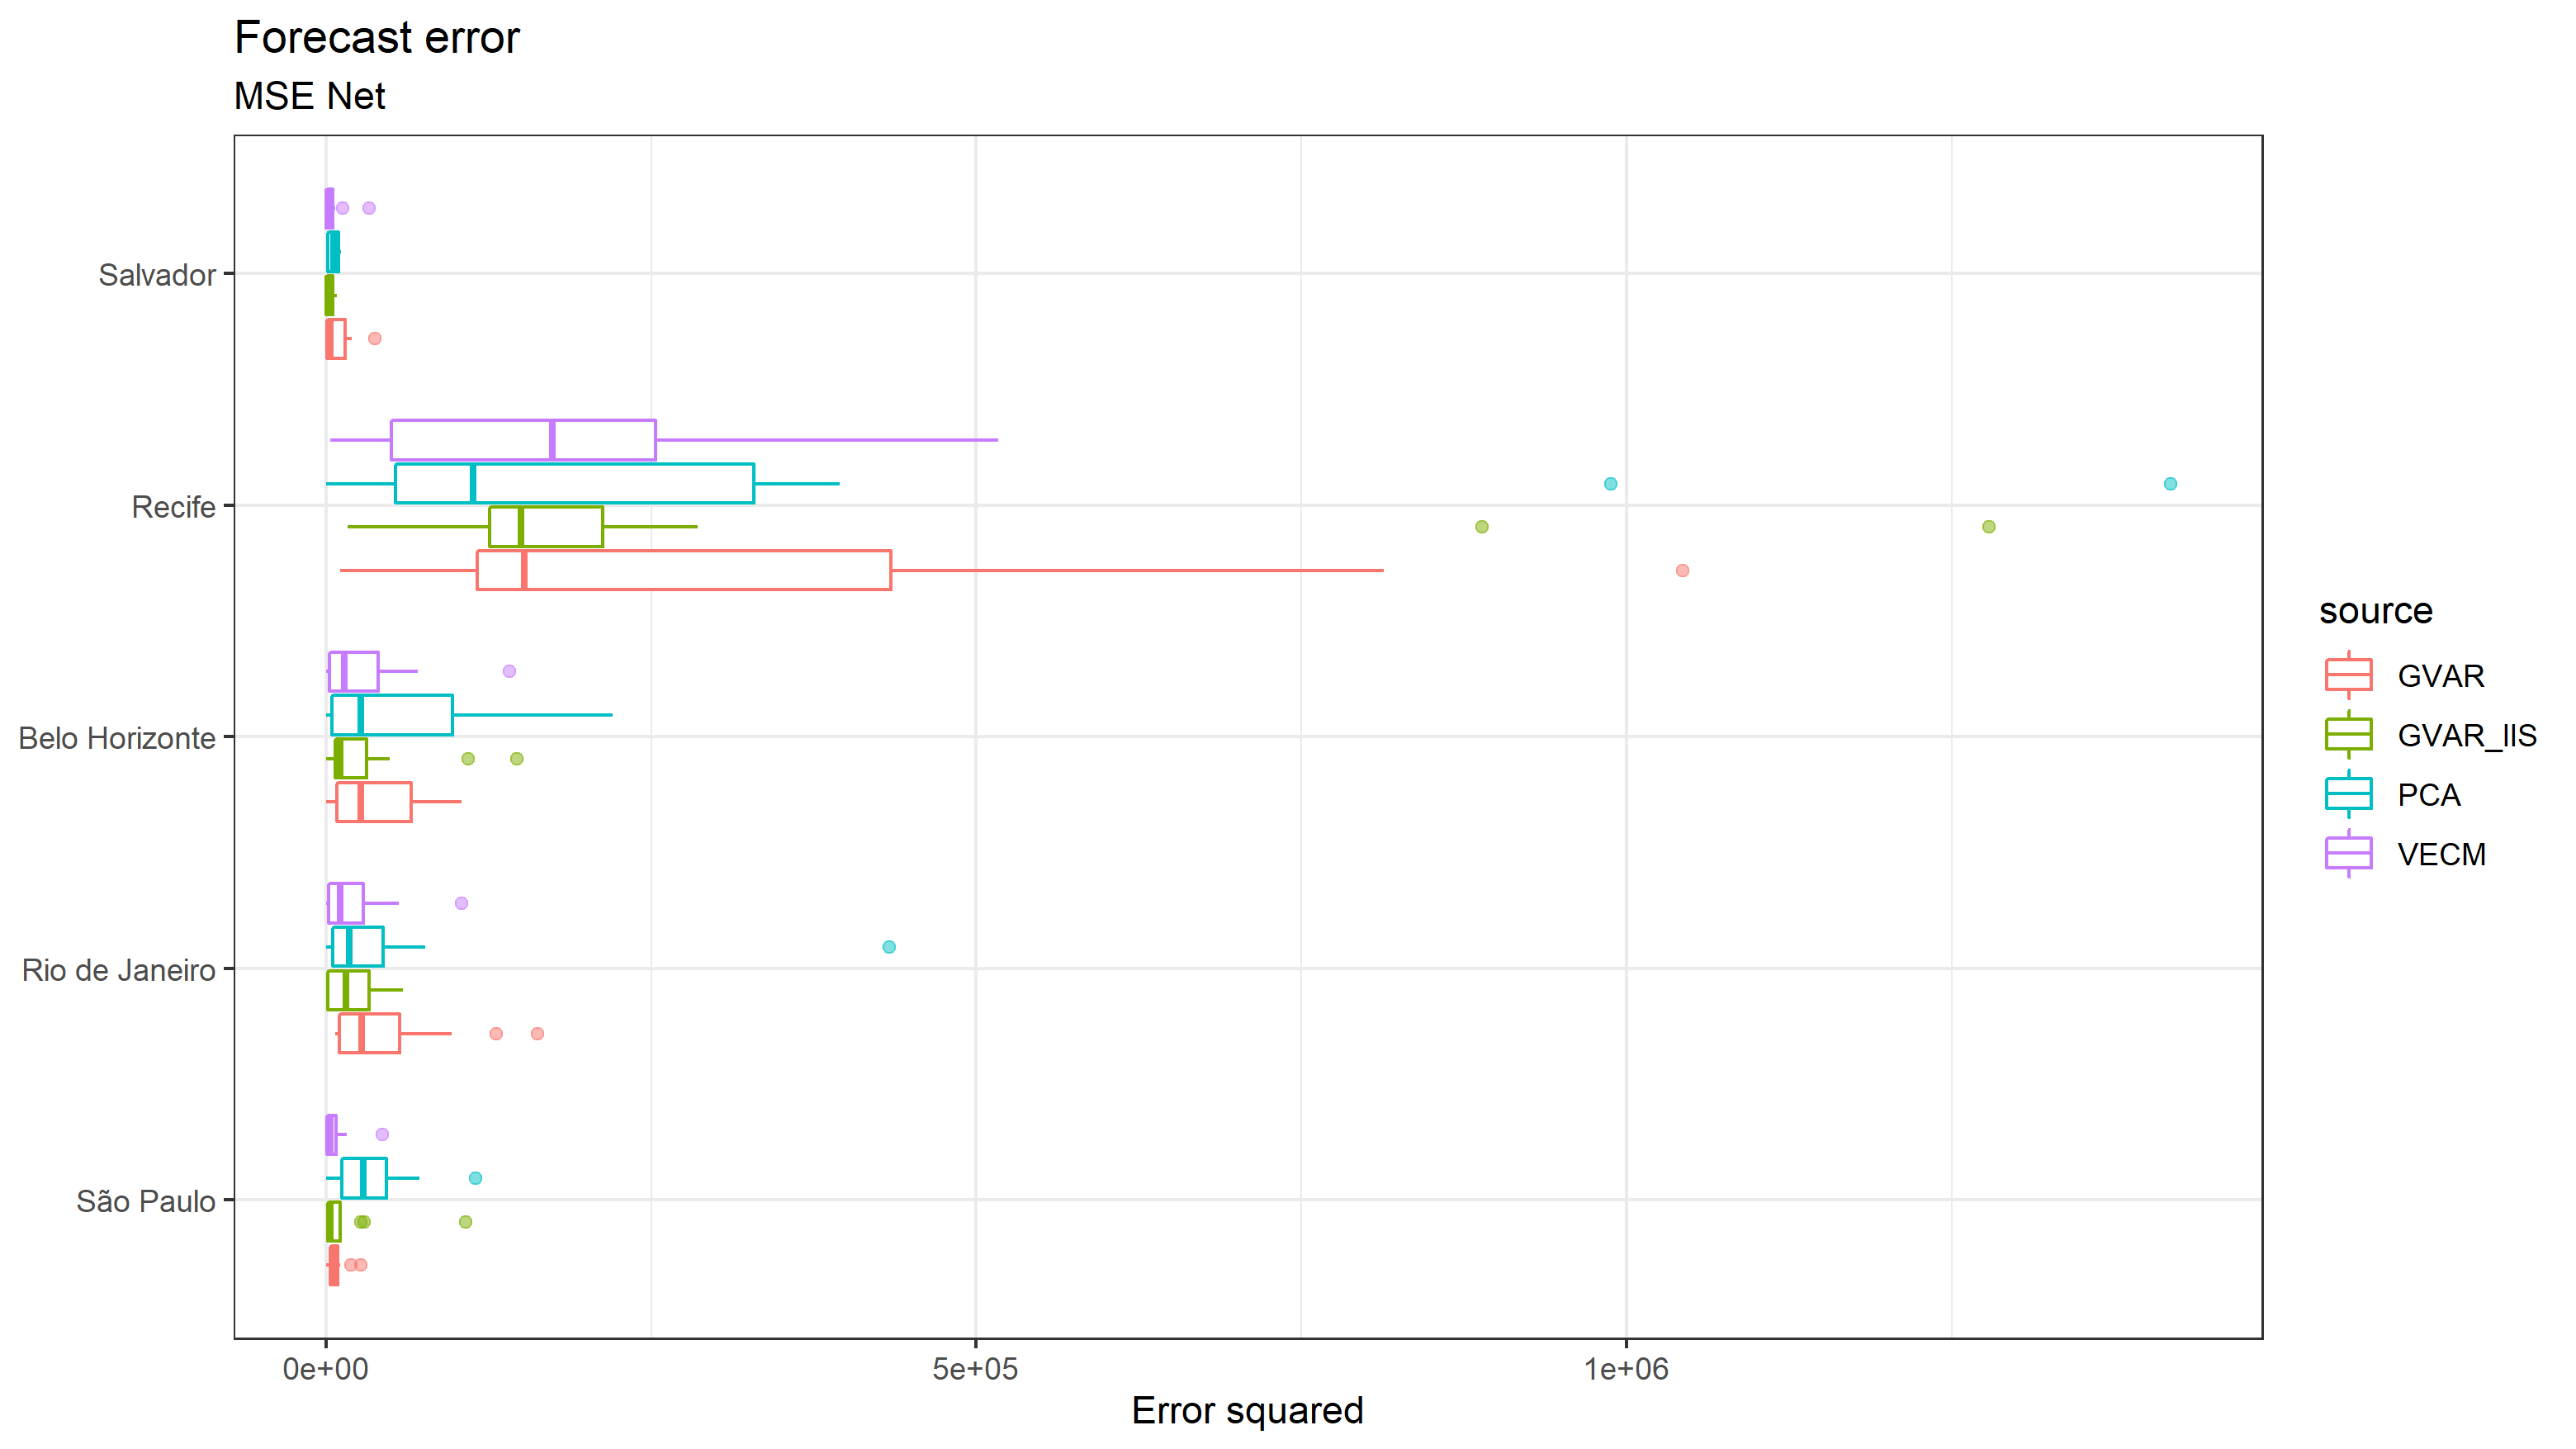 Forecast error
MSE Net
Salvador
Recife
Belo Horizonte
Rio de Janeiro
São Paulo
0e+00
5e+05
1e+06
Error squared
source
GVAR
GVAR_IIS
PCA
VECM